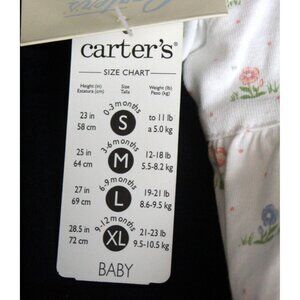 Carter's
carter's®
SIZE CHART
Height (in) Size Weight (lb)
Estatura (cm) Talla Peso (kg)
0-3 months
23 in S to 11 lb
58 cm a 5.0 kg
3-6 months
25 in M 12-18 lb
64 cm 5.5-8.2 kg
6-9 months
27 in L 19-21 lb
69 cm 8.6-9.5 kg
9-12 months
28.5 in XL 21-23 lb
72 cm 9.5-10.5 kg
BABY